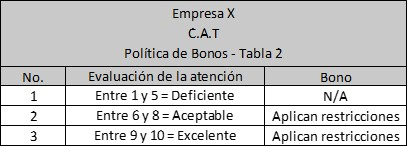 Empresa X
C.A.T
Política de Bonos - Tabla 2
No. Evaluación de la atención Bono
1 Entre 1 y 5 = Deficiente N/A
2 Entre 6 y 8 = Aceptable Aplican restricciones
3 Entre 9 y 10 = Excelente Aplican restricciones